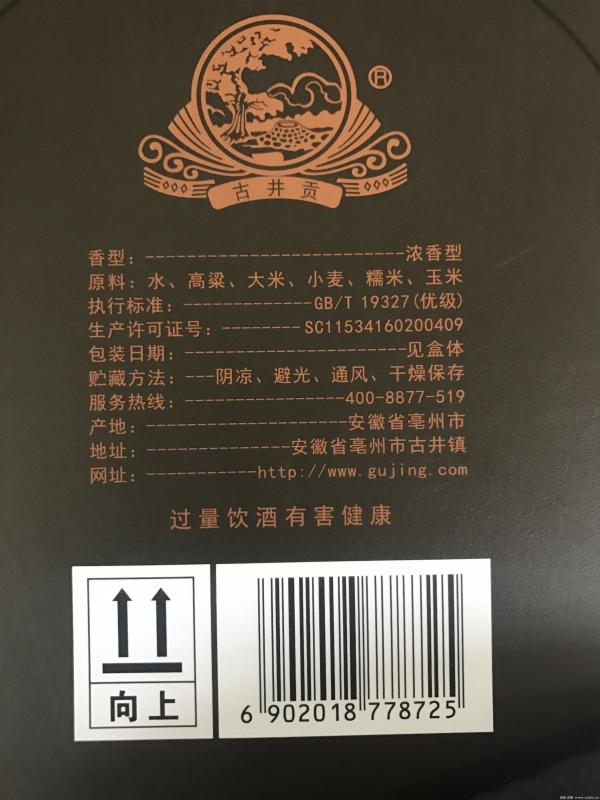 ®
古井贡
香型：------------------------浓香型
原料：水、高粱、大米、小麦、糯米、玉米
执行标准：-------------GB/T 19327(优级)
生产许可证号：--------SC11534160200409
包装日期：----------------------见盒体
贮藏方法：---阴凉、避光、通风、干燥保存
服务热线：----------------400-8877-519
产地：--------------------安徽省亳州市
地址：--------------安徽省亳州市古井镇
网址：-----------http://www.gujing.com
过量饮酒有害健康
向上
6 902018 778725